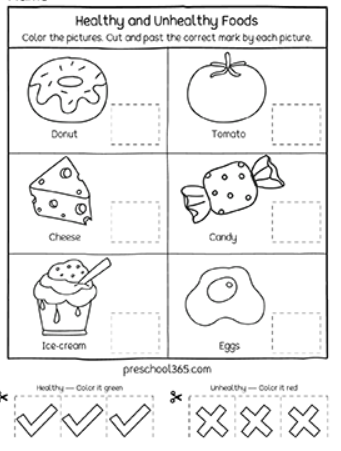 Healthy and Unhealthy Foods
Color the pictures. Cut and past the correct mark by each picture.
Donut
Tomato
Cheese
Candy
Ice-cream
Eggs
preschool365.com
Healthy — Color it green
Unhealthy — Color it red